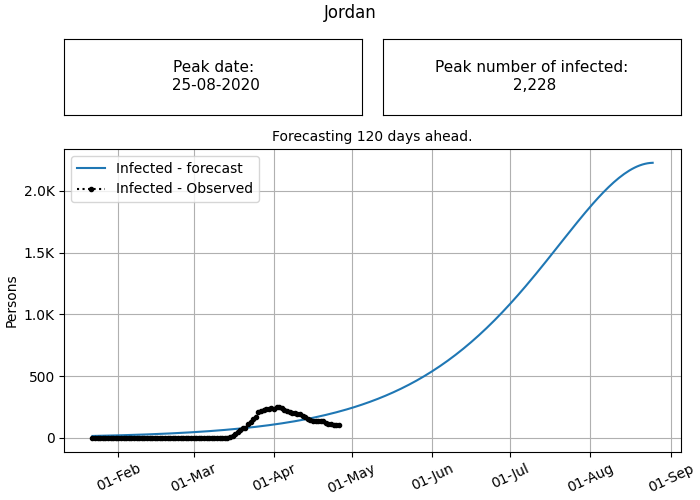 Jordan
Peak date:
25-08-2020
Peak number of infected:
2,228
Forecasting 120 days ahead.
Infected - forecast
Infected - Observed
2.0K
1.5K
1.0K
500
0
Persons
01-Feb
01-Mar
01-Apr
01-May
01-Jun
01-Jul
01-Aug
01-Sep